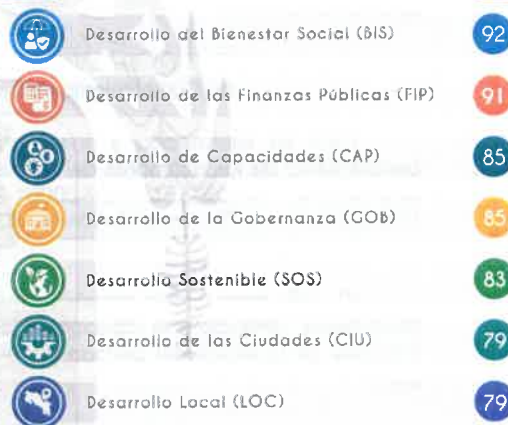 Desarrollo del Bienestar Social (BIS) 92
Desarrollo de las Finanzas Públicas (FIP) 91
Desarrollo de Capacidades (CAP) 85
Desarrollo de la Gobernanza (GOB) 85
Desarrollo Sostenible (SOS) 83
Desarrollo de las Ciudades (CIU) 79
Desarrollo Local (LOC) 79